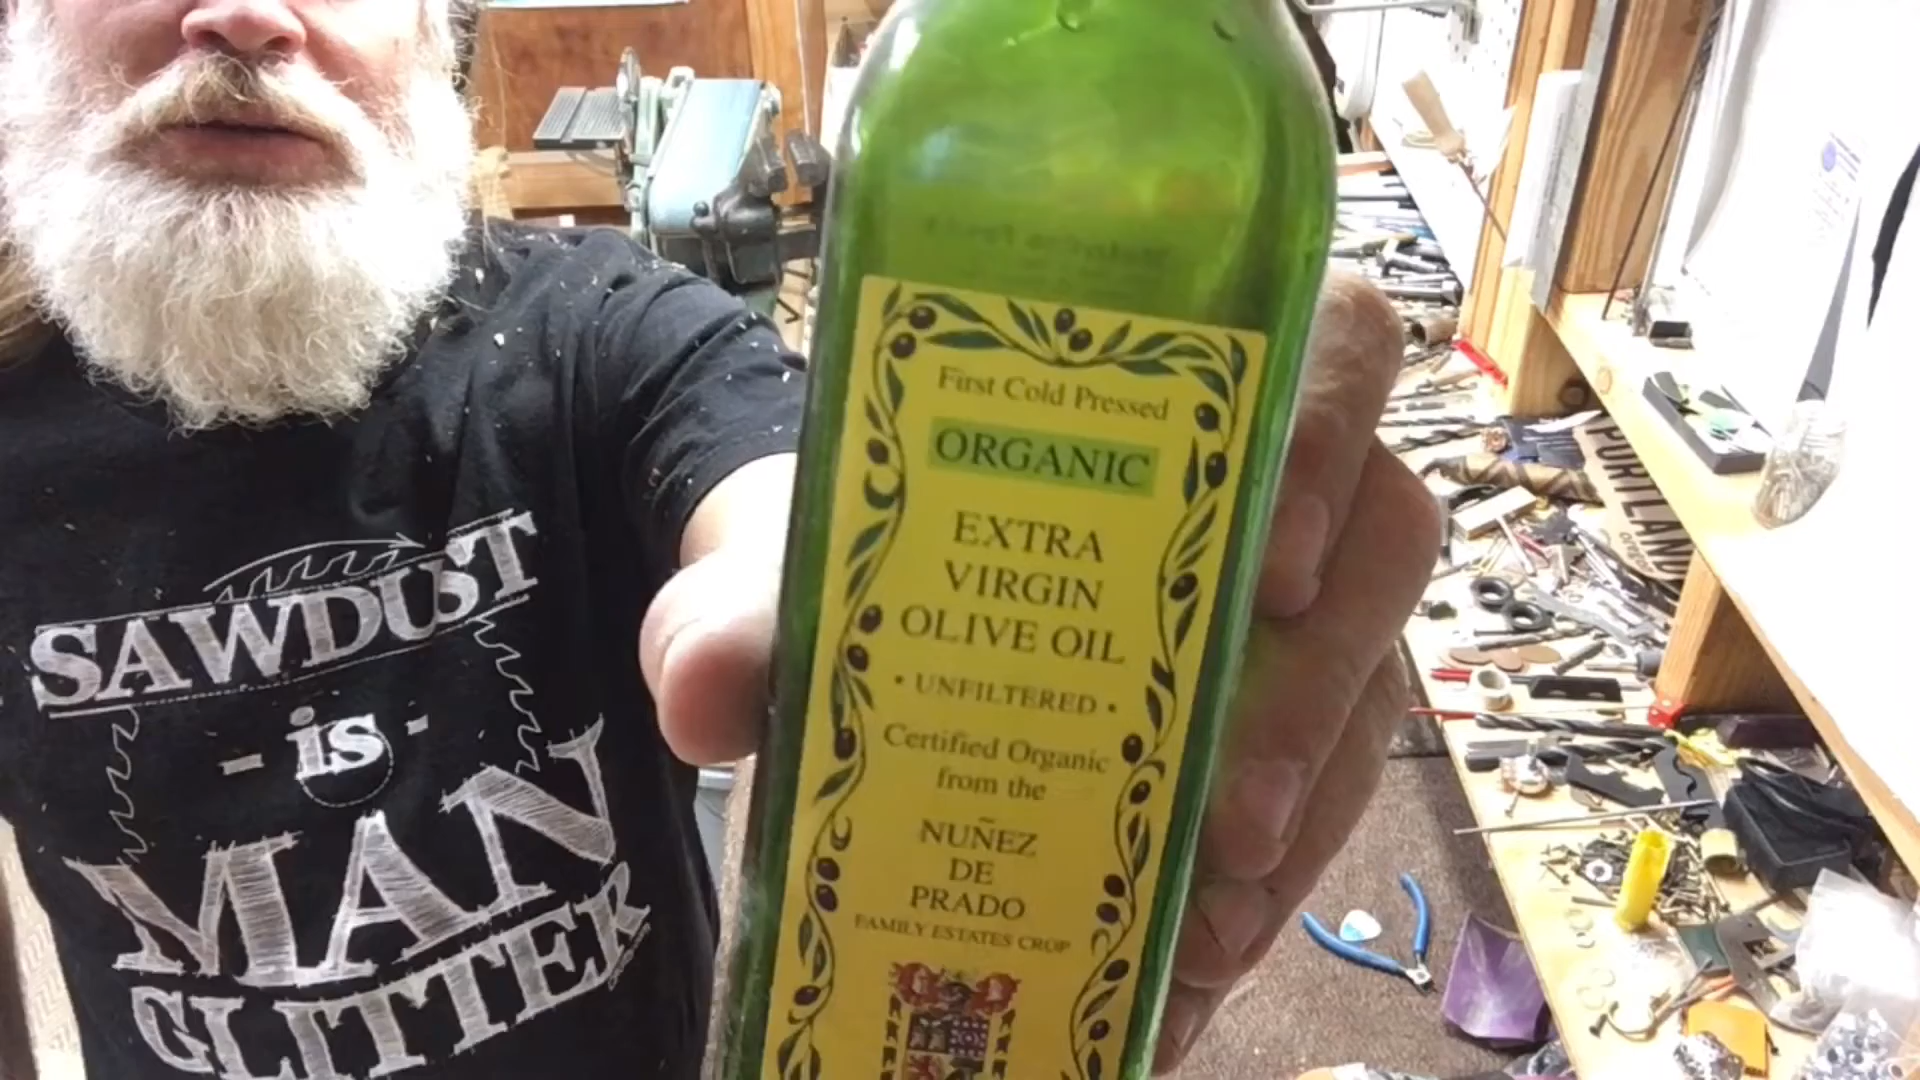 SAWDUST
- is -
MAN
GLITTER
First Cold Pressed
ORGANIC
EXTRA
VIRGIN
OLIVE OIL
• UNFILTERED •
Certified Organic
from the
NUÑEZ
DE
PRADO
FAMILY ESTATES CROP
PORTLAND